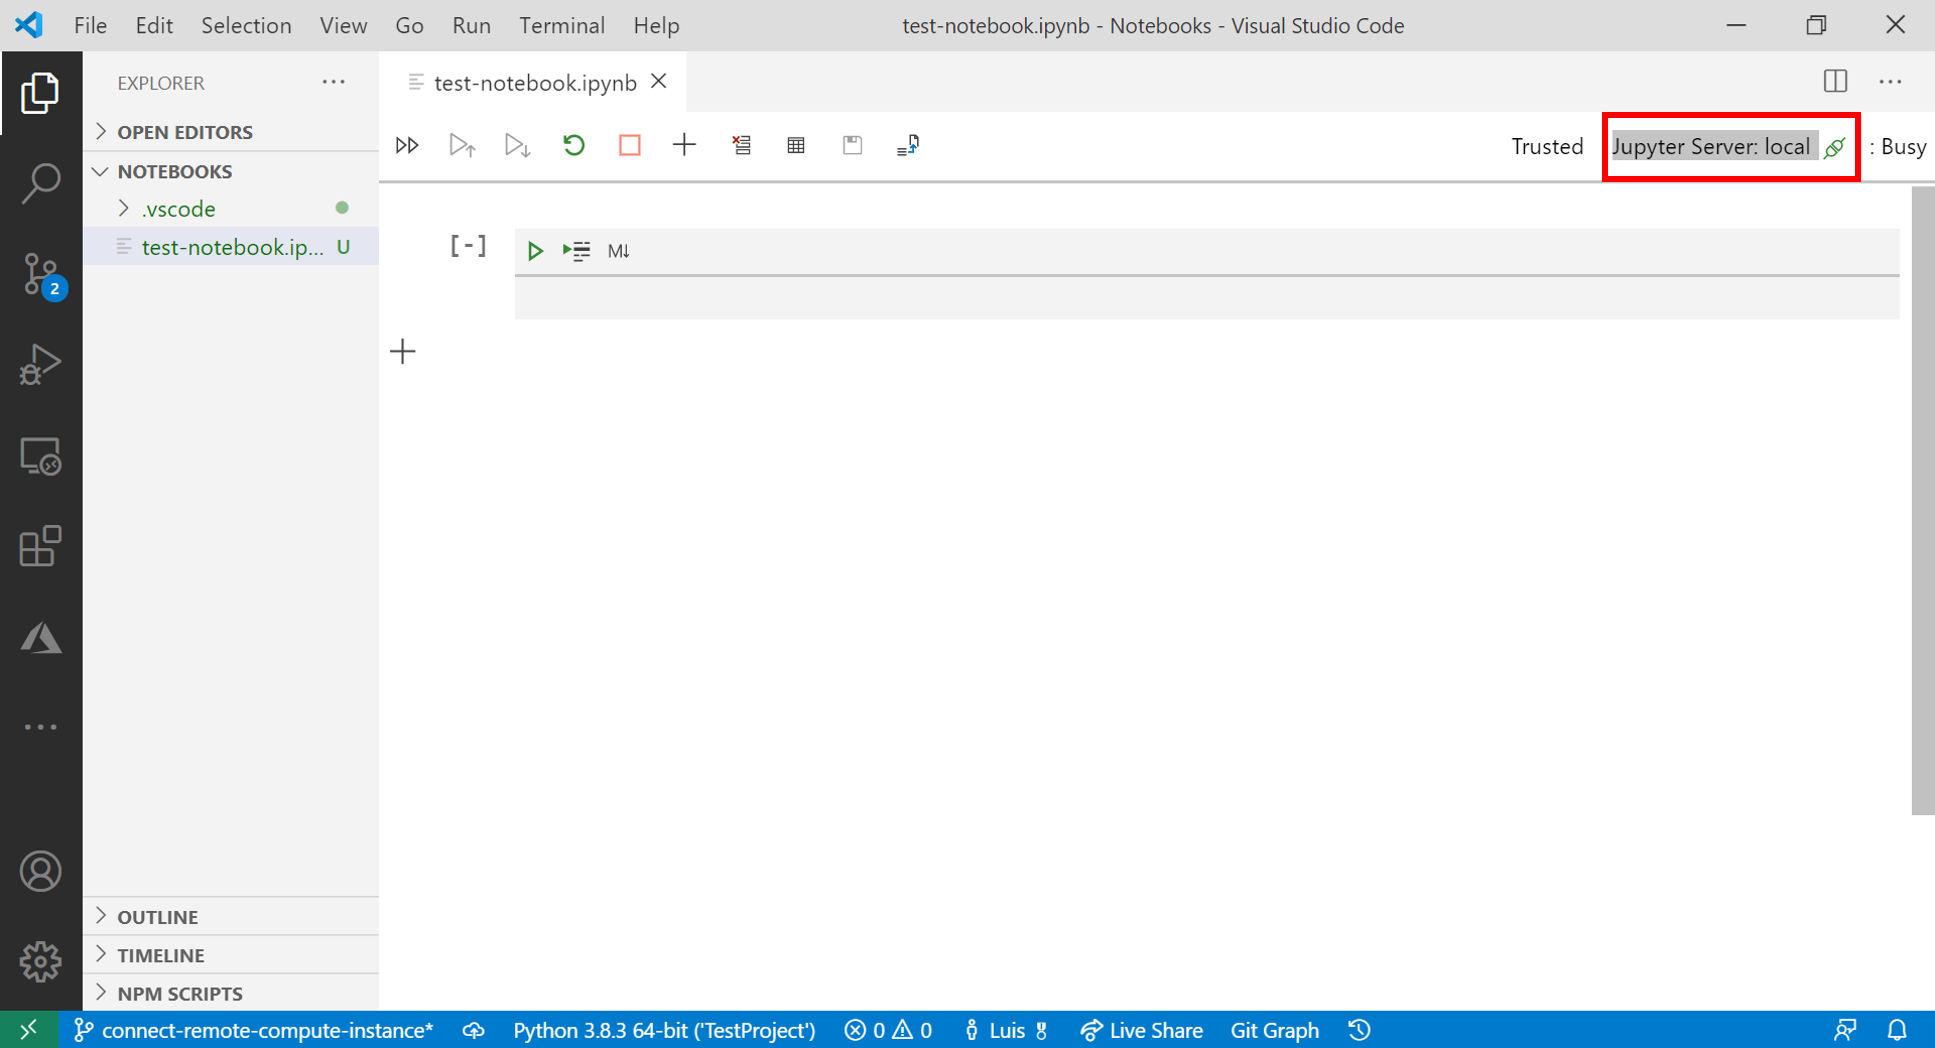 File Edit Selection View Go Run Terminal Help test-notebook.ipynb - Notebooks - Visual Studio Code
EXPLORER
test-notebook.ipynb
OPEN EDITORS
Trusted Jupyter Server: local : Busy
NOTEBOOKS
.vscode
test-notebook.ip... U
[-] M↓
2
OUTLINE
TIMELINE
NPM SCRIPTS
connect-remote-compute-instance* Python 3.8.3 64-bit ('TestProject') 0 0 Luis Live Share Git Graph